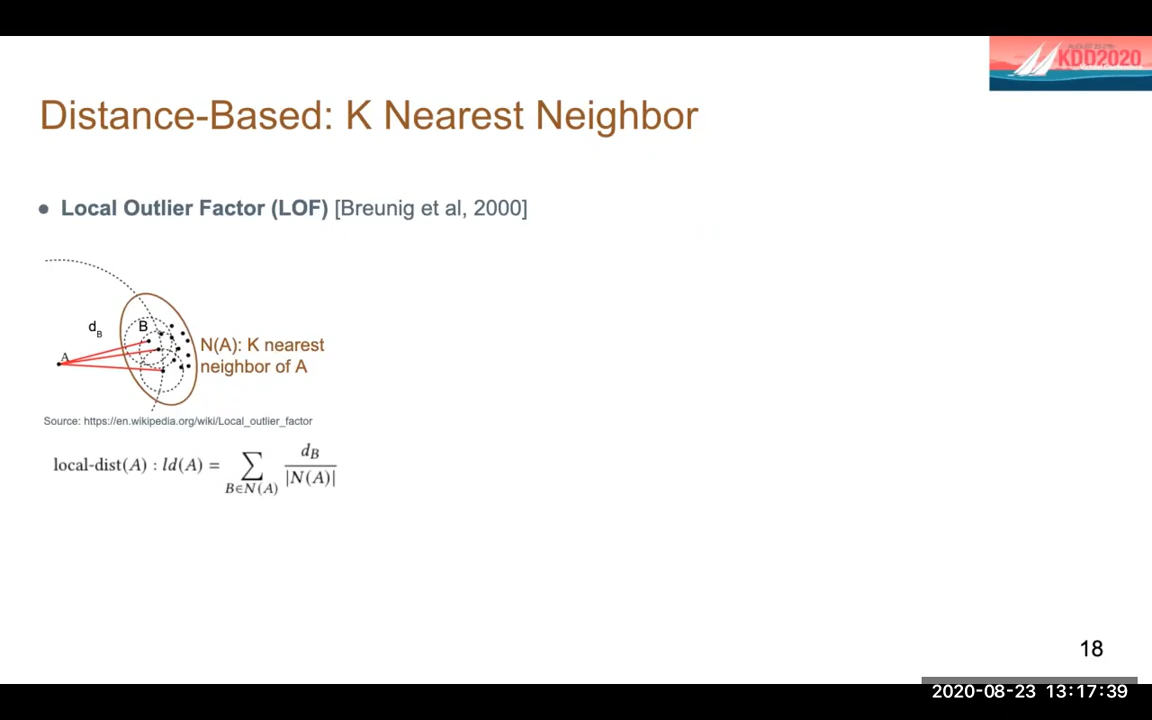 KDD2020
Distance-Based: K Nearest Neighbor
● Local Outlier Factor (LOF) [Breunig et al, 2000]
d_B
B
A
N(A): K nearest
neighbor of A
Source: https://en.wikipedia.org/wiki/Local_outlier_factor
local-dist(A) : ld(A) = ∑_{B∈N(A)} d_B / |N(A)|
18
2020-08-23 13:17:39